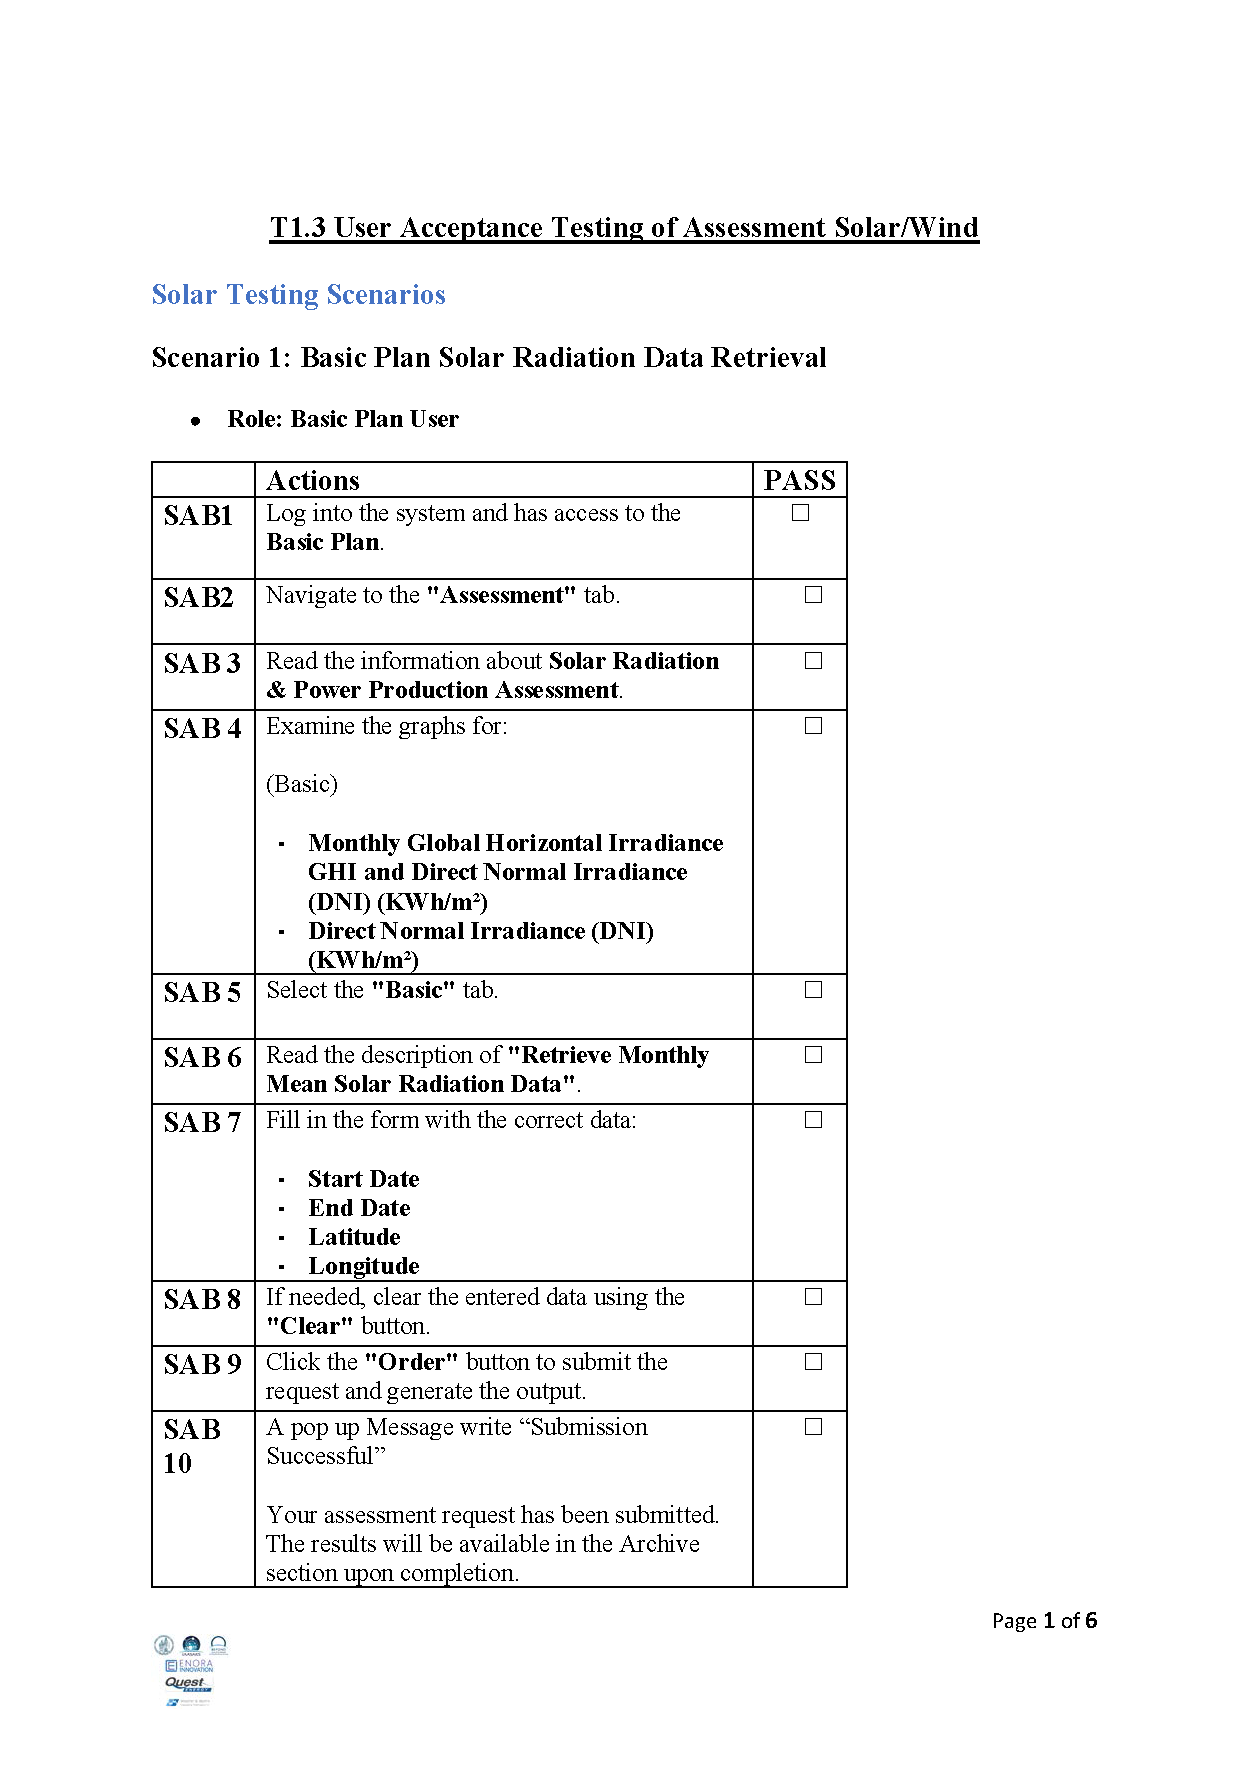 T1.3 User Acceptance Testing of Assessment Solar/Wind
Solar Testing Scenarios
Scenario 1: Basic Plan Solar Radiation Data Retrieval
● Role: Basic Plan User
Actions PASS
SAB1 Log into the system and has access to the ☐
Basic Plan.
SAB2 Navigate to the "Assessment" tab. ☐
SAB 3 Read the information about Solar Radiation ☐
& Power Production Assessment.
SAB 4 Examine the graphs for: ☐
(Basic)
- Monthly Global Horizontal Irradiance
GHI and Direct Normal Irradiance
(DNI) (KWh/m²)
- Direct Normal Irradiance (DNI)
(KWh/m²)
SAB 5 Select the "Basic" tab. ☐
SAB 6 Read the description of "Retrieve Monthly ☐
Mean Solar Radiation Data".
SAB 7 Fill in the form with the correct data: ☐
- Start Date
- End Date
- Latitude
- Longitude
SAB 8 If needed, clear the entered data using the ☐
"Clear" button.
SAB 9 Click the "Order" button to submit the ☐
request and generate the output.
SAB A pop up Message write “Submission ☐
10 Successful”
Your assessment request has been submitted.
The results will be available in the Archive
section upon completion.
Page 1 of 6
ENORA
INNOVATION
Quest
ENERGY